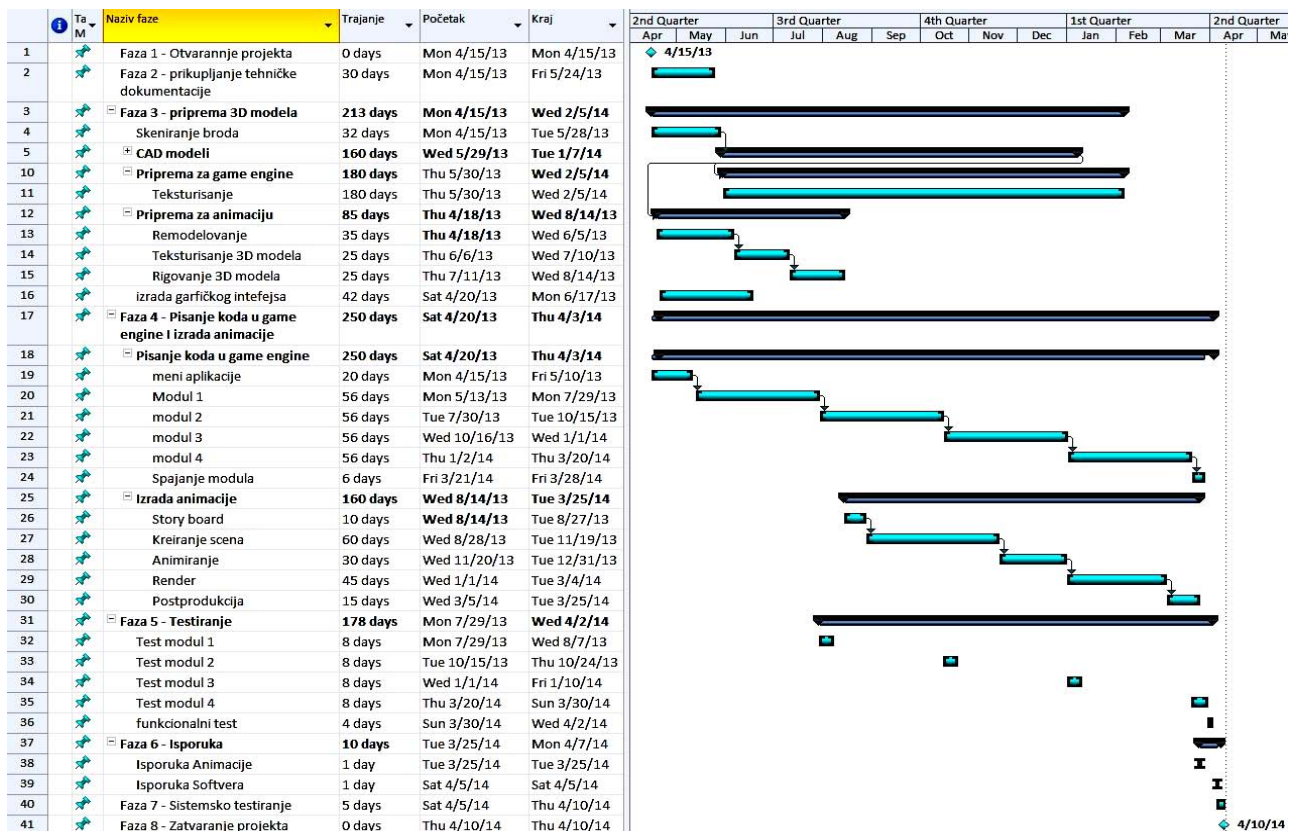 Ta M Naziv faze Trajanje Početak Kraj 2nd Quarter 3rd Quarter 4th Quarter 1st Quarter 2nd Quarter
Apr May Jun Jul Aug Sep Oct Nov Dec Jan Feb Mar Apr Ma
1 Faza 1 - Otvarannje projekta 0 days Mon 4/15/13 Mon 4/15/13 4/15/13
2 Faza 2 - prikupljanje tehničke 30 days Mon 4/15/13 Fri 5/24/13
dokumentacije
3 Faza 3 - priprema 3D modela 213 days Mon 4/15/13 Wed 2/5/14
4 Skeniranje broda 32 days Mon 4/15/13 Tue 5/28/13
5 CAD modeli 160 days Wed 5/29/13 Tue 1/7/14
10 Priprema za game engine 180 days Thu 5/30/13 Wed 2/5/14
11 Teksturisanje 180 days Thu 5/30/13 Wed 2/5/14
12 Priprema za animaciju 85 days Thu 4/18/13 Wed 8/14/13
13 Remodelovanje 35 days Thu 4/18/13 Wed 6/5/13
14 Teksturisanje 3D modela 25 days Thu 6/6/13 Wed 7/10/13
15 Rigovanje 3D modela 25 days Thu 7/11/13 Wed 8/14/13
16 izrada garfičkog intefejsa 42 days Sat 4/20/13 Mon 6/17/13
17 Faza 4 - Pisanje koda u game 250 days Sat 4/20/13 Thu 4/3/14
engine I izrada animacije
18 Pisanje koda u game engine 250 days Sat 4/20/13 Thu 4/3/14
19 meni aplikacije 20 days Mon 4/15/13 Fri 5/10/13
20 Modul 1 56 days Mon 5/13/13 Mon 7/29/13
21 modul 2 56 days Tue 7/30/13 Tue 10/15/13
22 modul 3 56 days Wed 10/16/13 Wed 1/1/14
23 modul 4 56 days Thu 1/2/14 Thu 3/20/14
24 Spajanje modula 6 days Fri 3/21/14 Fri 3/28/14
25 Izrada animacije 160 days Wed 8/14/13 Tue 3/25/14
26 Story board 10 days Wed 8/14/13 Tue 8/27/13
27 Kreiranje scena 60 days Wed 8/28/13 Tue 11/19/13
28 Animiranje 30 days Wed 11/20/13 Tue 12/31/13
29 Render 45 days Wed 1/1/14 Tue 3/4/14
30 Postprodukcija 15 days Wed 3/5/14 Tue 3/25/14
31 Faza 5 - Testiranje 178 days Mon 7/29/13 Wed 4/2/14
32 Test modul 1 8 days Mon 7/29/13 Wed 8/7/13
33 Test modul 2 8 days Tue 10/15/13 Thu 10/24/13
34 Test modul 3 8 days Wed 1/1/14 Fri 1/10/14
35 Test modul 4 8 days Thu 3/20/14 Sun 3/30/14
36 funkcionalni test 4 days Sun 3/30/14 Wed 4/2/14
37 Faza 6 - Isporuka 10 days Tue 3/25/14 Mon 4/7/14
38 Isporuka Animacije 1 day Tue 3/25/14 Tue 3/25/14
39 Isporuka Softvera 1 day Sat 4/5/14 Sat 4/5/14
40 Faza 7 - Sistemsko testiranje 5 days Sat 4/5/14 Thu 4/10/14
41 Faza 8 - Zatvaranje projekta 0 days Thu 4/10/14 Thu 4/10/14 4/10/14